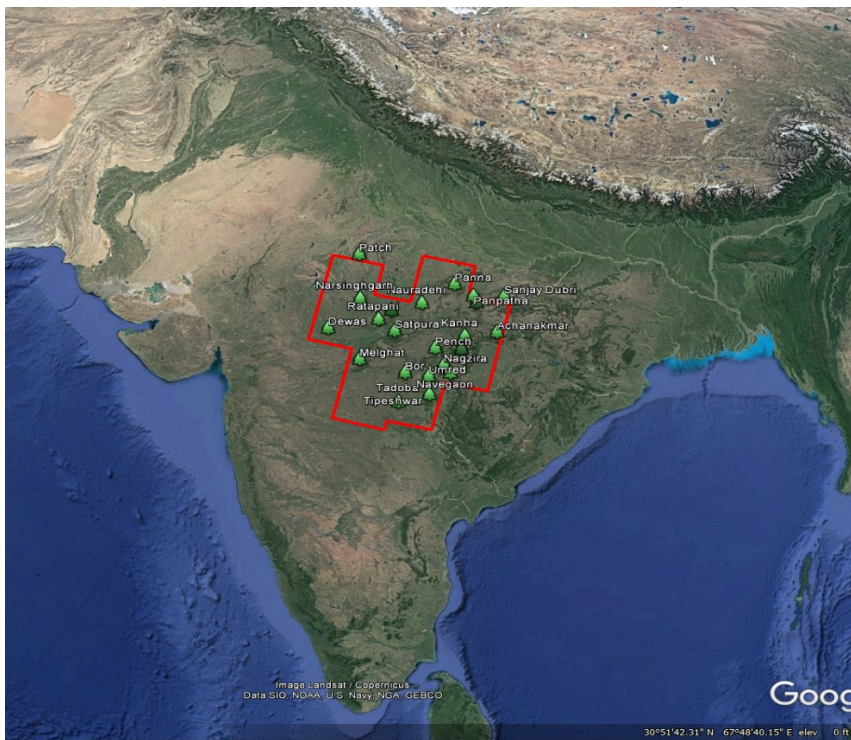 Patch
Panna
Narsinghgarh
Nauradehi
Sanjay Dubri
Panpatha
Ratapani
Dewas
Satpura
Kanha
Achanakmar
Pench
Melghat
Nagzira
Bor
Umred
Tadoba
Navegaon
Tipeshwar
Image Landsat / Copernicus
Data SIO, NOAA, U.S. Navy, NGA, GEBCO
Goog
30°51'42.31" N 67°48'40.15" E elev 0 ft